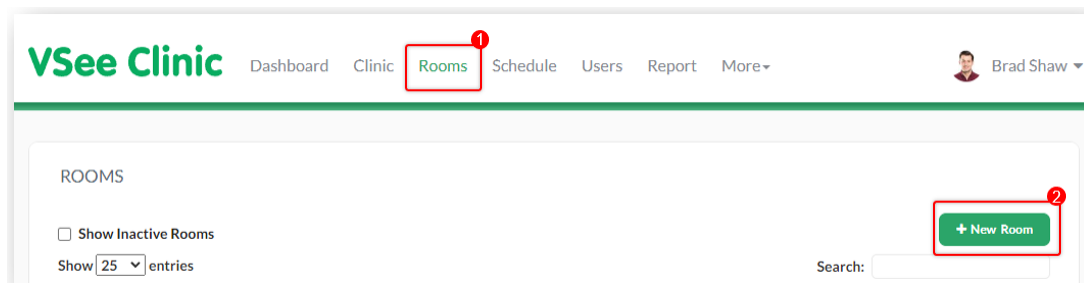 1
VSee Clinic Dashboard Clinic Rooms Schedule Users Report More Brad Shaw
ROOMS
2
+ New Room
Show Inactive Rooms
Show 25 entries
Search: